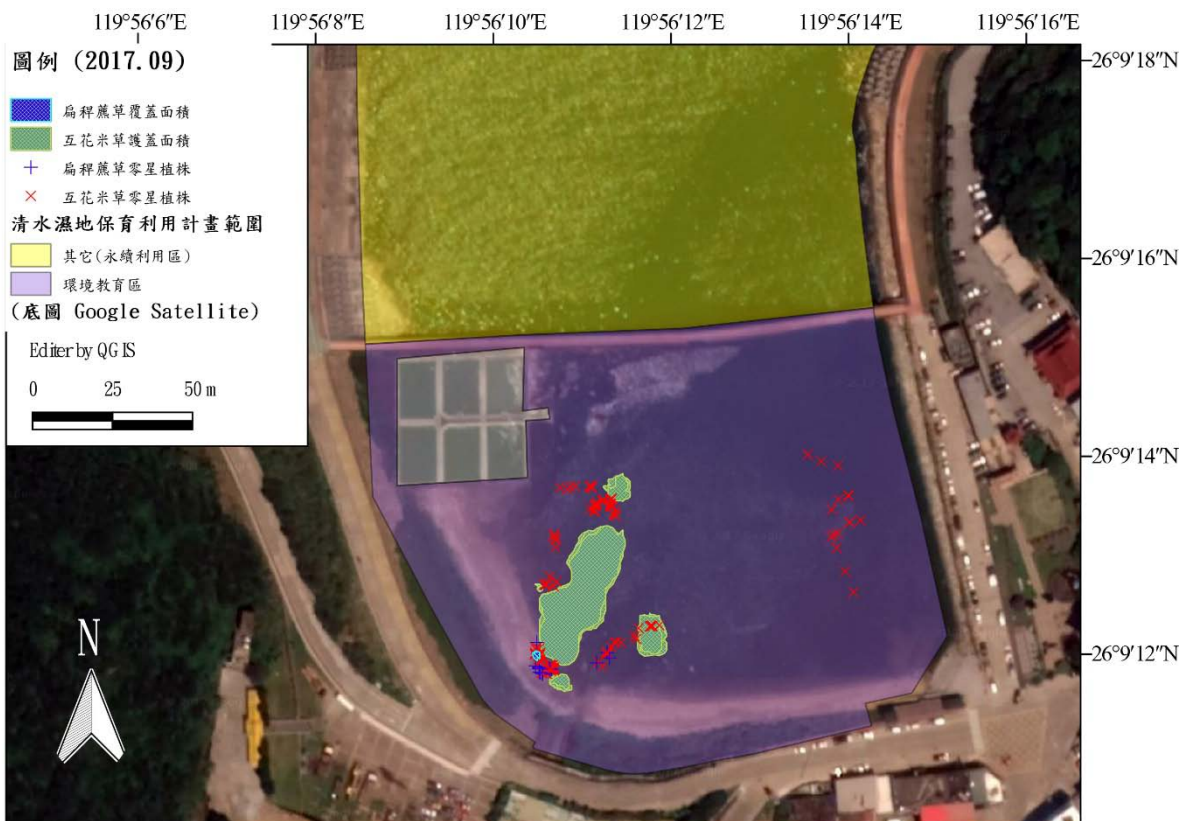 119°56′6″E
119°56′8″E
119°56′10″E
119°56′12″E
119°56′14″E
119°56′16″E
圖例 (2017.09)
扁稈藨草覆蓋面積
互花米草護蓋面積
扁稈藨草零星植株
互花米草零星植株
清水濕地保育利用計畫範圍
其它(永續利用區)
環境教育區
(底圖 Google Satellite)
Editer by QGIS
0 25 50 m
26°9′18″N
26°9′16″N
26°9′14″N
26°9′12″N
N